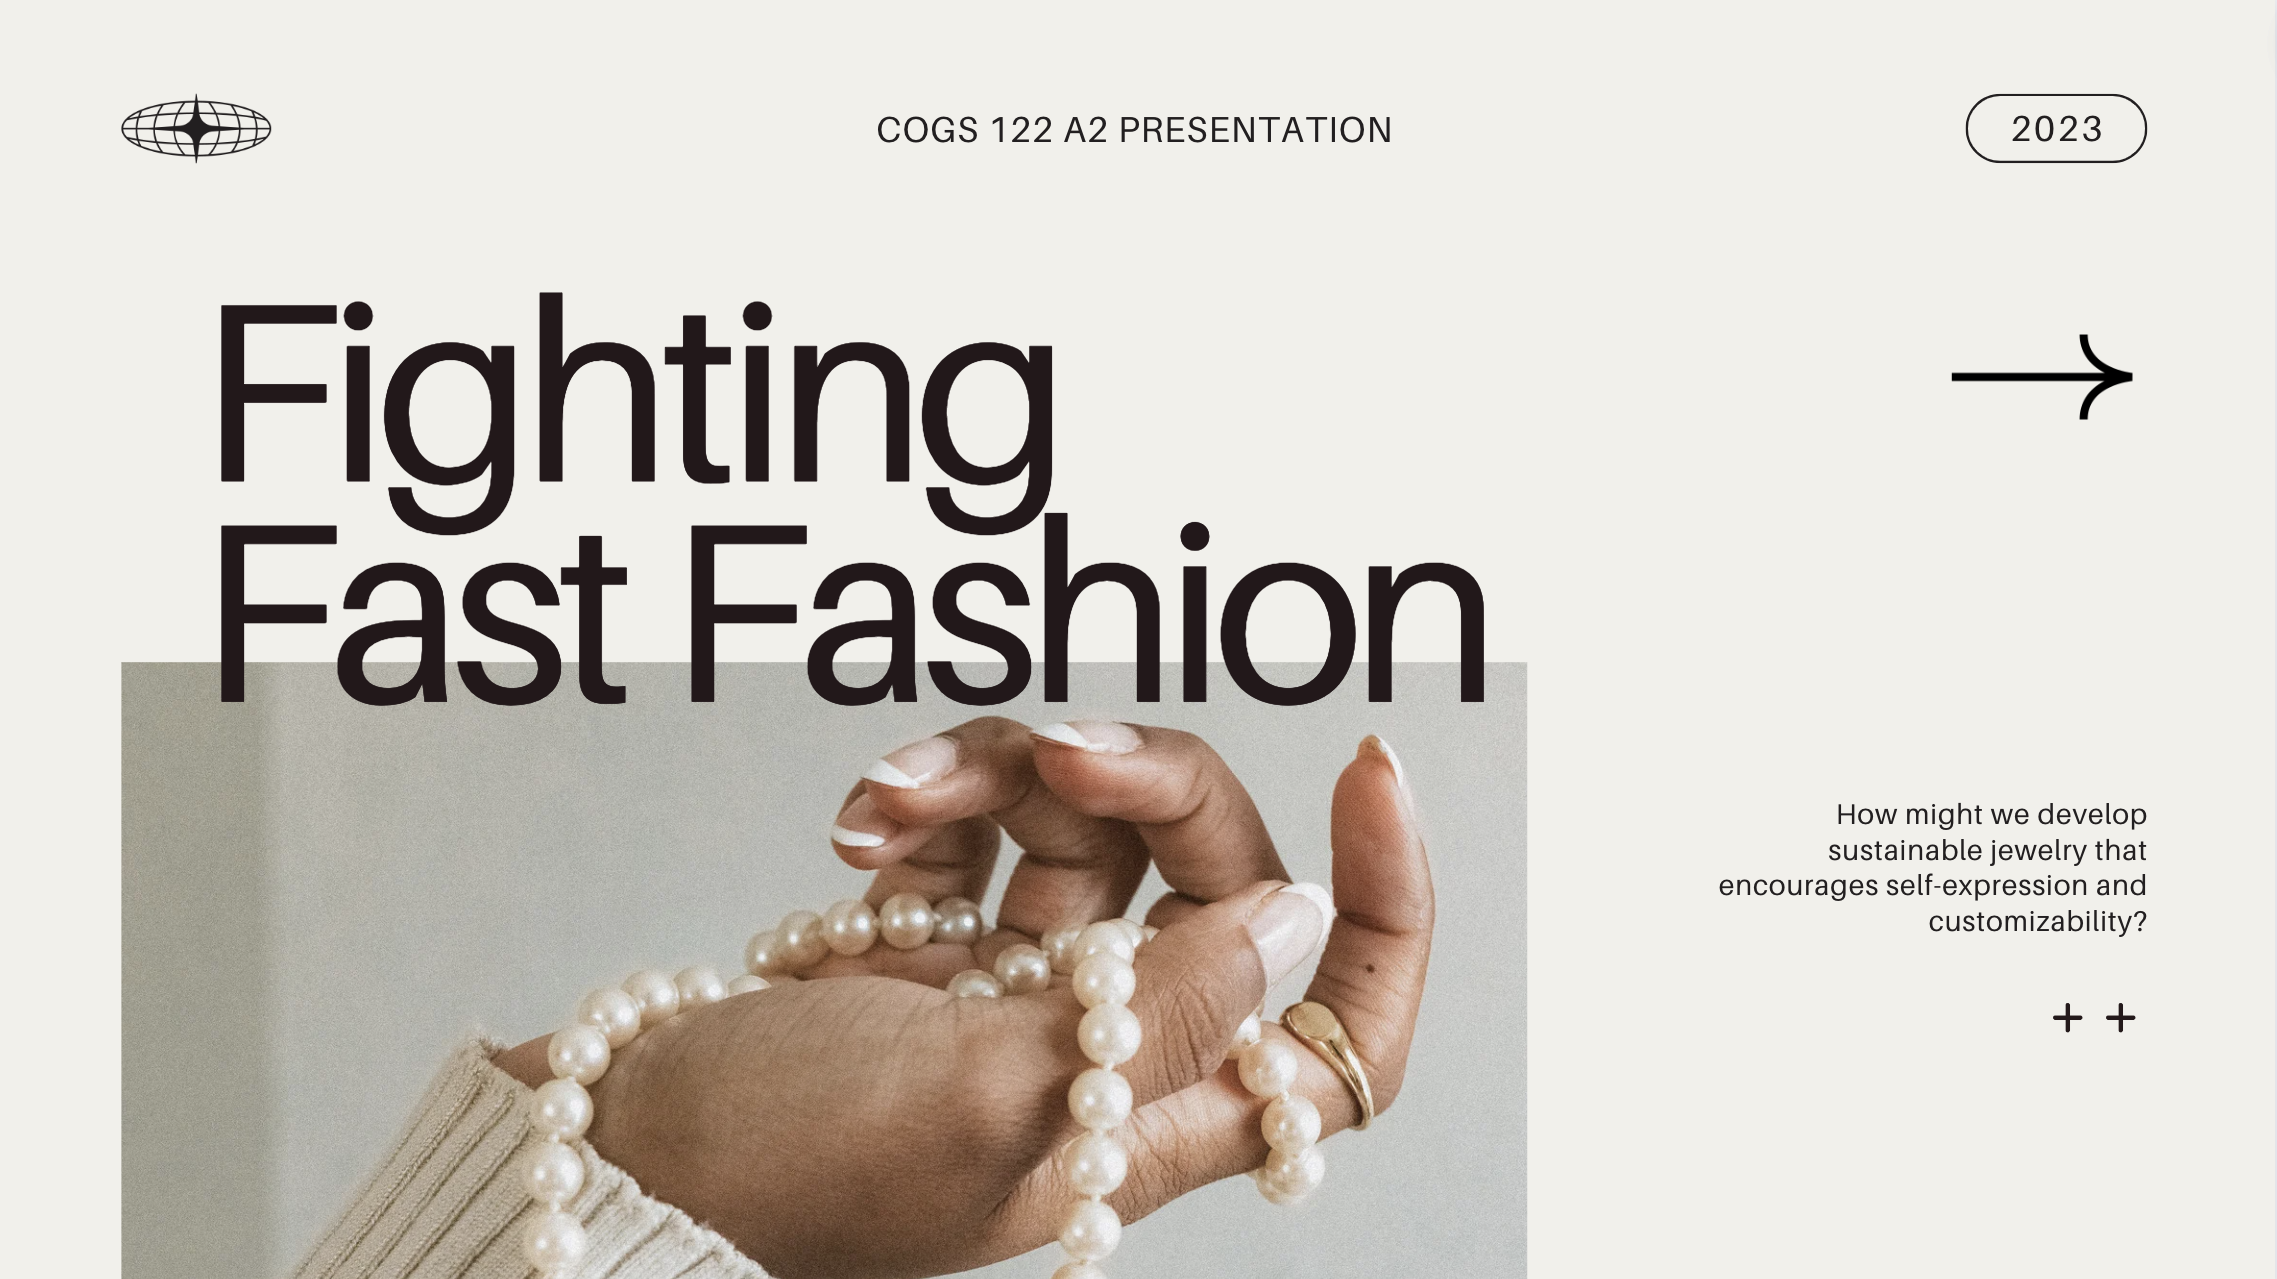 COGS 122 A2 PRESENTATION
2023
Fighting
Fast Fashion
How might we develop
sustainable jewelry that
encourages self-expression and
customizability?